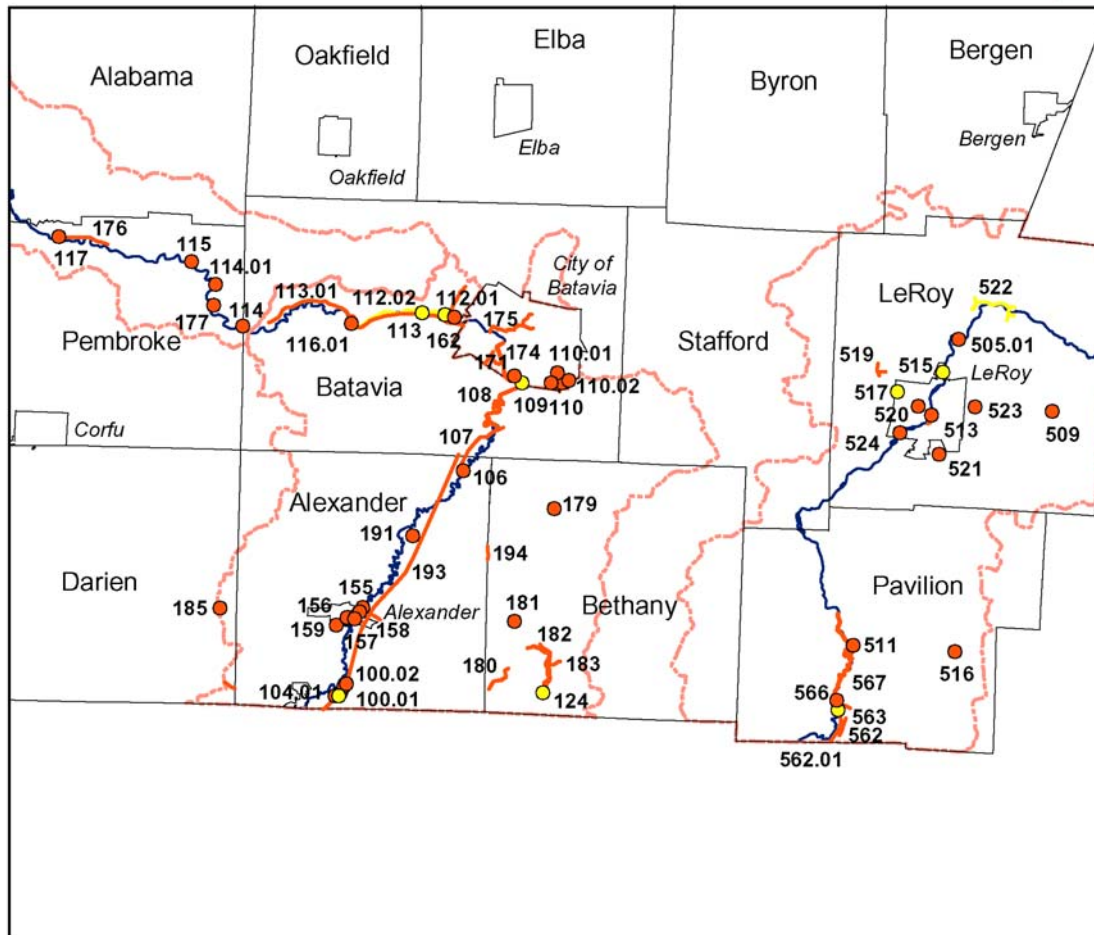 Elba
Oakfield
Bergen
Alabama
Byron
Bergen
Elba
Oakfield
176
115
City of
Batavia
117
114.01
522
113.01
112.02
112.01
LeRoy
177
114
175
Pembroke
116.01
113
162
Stafford
505.01
174
110.01
519
515
LeRoy
171
Batavia
108
110.02
517
109
110
520
523
Corfu
513
509
107
524
521
106
Alexander
179
191
194
193
Darien
Pavilion
155
185
156
Alexander
Bethany
181
159
158
157
182
511
180
183
516
100.02
567
104.01
100.01
124
566
563
562
562.01